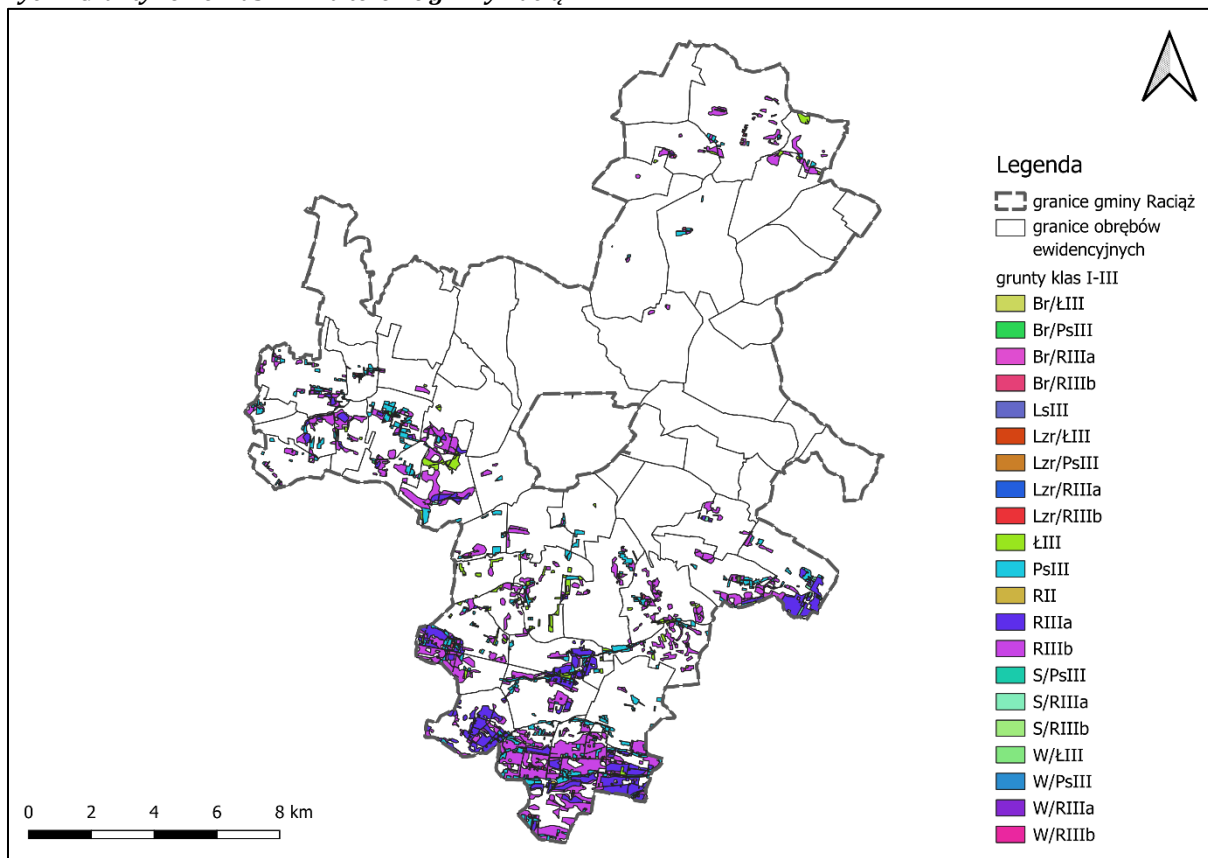 Legenda
granice gminy Raciąż
granice obrębów
ewidencyjnych
grunty klas I-III
Br/ŁIII
Br/PsIII
Br/RIIIa
Br/RIIIb
LsIII
Lzr/ŁIII
Lzr/PsIII
Lzr/RIIIa
Lzr/RIIIb
ŁIII
PsIII
RII
RIIIa
RIIIb
S/PsIII
S/RIIIa
S/RIIIb
W/ŁIII
W/PsIII
W/RIIIa
W/RIIIb
0 2 4 6 8 km